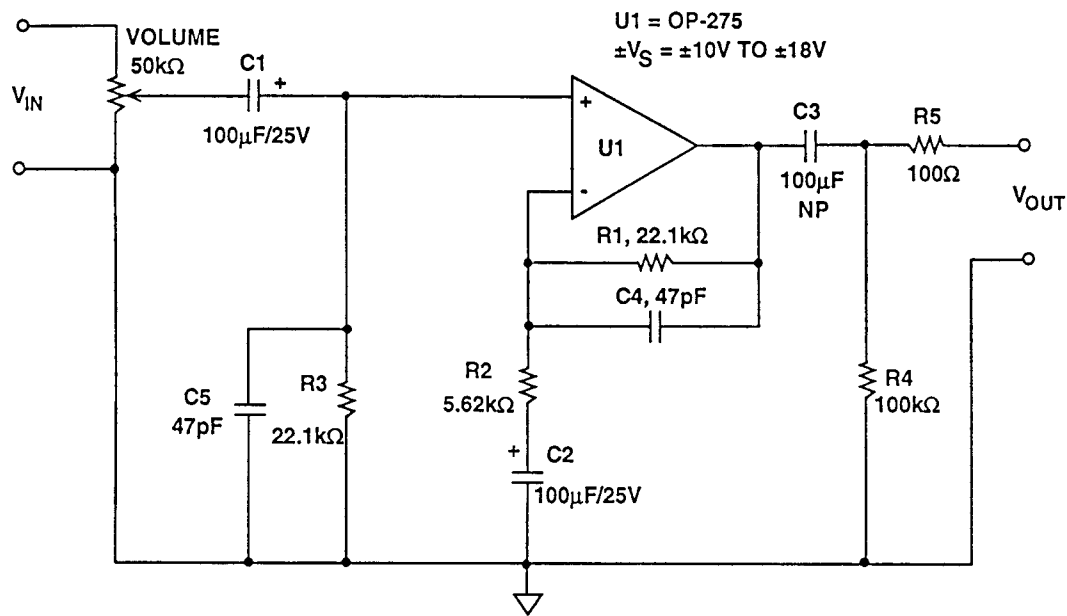 U1 = OP-275
±VS = ±10V TO ±18V
VOLUME
50kΩ
VIN
C1
+
100µF/25V
+
U1
-
C3
100µF
NP
R5
100Ω
VOUT
R1, 22.1kΩ
C4, 47pF
R2
5.62kΩ
R4
100kΩ
C5
47pF
R3
22.1kΩ
+
C2
100µF/25V